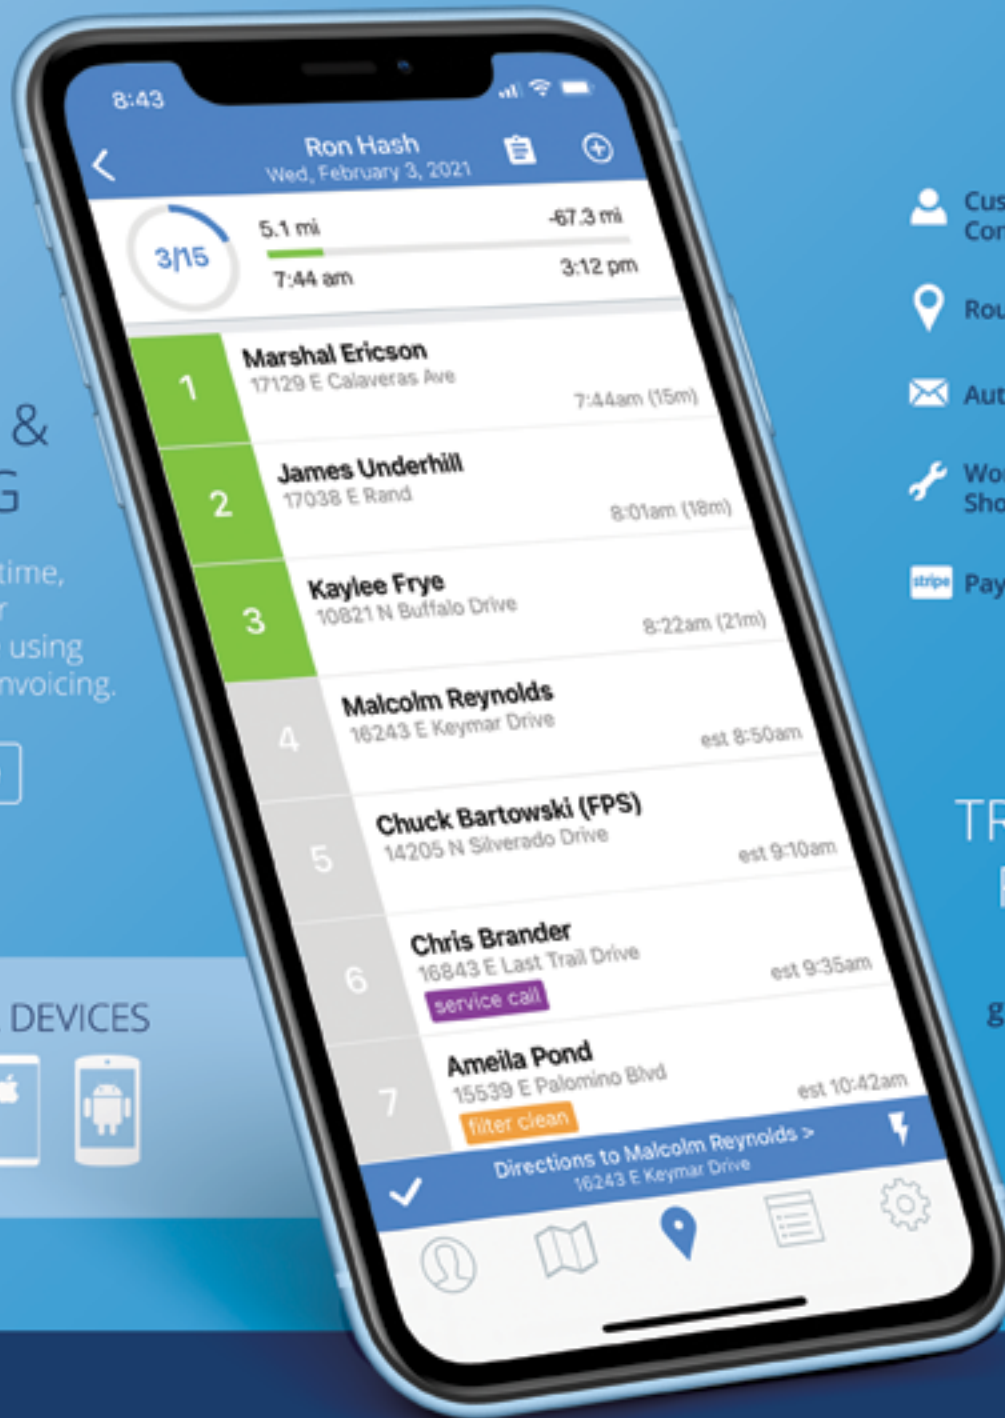 8:43
Ron Hash
Wed, February 3, 2021
3/15
5.1 mi
-67.3 mi
7:44 am
3:12 pm
1
Marshal Ericson
17129 E Calaveras Ave
7:44am (15m)
2
James Underhill
17038 E Rand
8:01am (18m)
3
Kaylee Frye
10821 N Buffalo Drive
8:22am (21m)
4
Malcolm Reynolds
16243 E Keymar Drive
est 8:50am
5
Chuck Bartowski (FPS)
14205 N Silverado Drive
est 9:10am
6
Chris Brander
16843 E Last Trail Drive
service call
est 9:35am
7
Ameila Pond
15539 E Palomino Blvd
filter clean
est 10:42am
Directions to Malcolm Reynolds >
16243 E Keymar Drive
&
G
time,
r
using
nvoicing.
DEVICES
Cus
Con
Rou
Aut
Wor
Sho
stripe Pay
TR
g